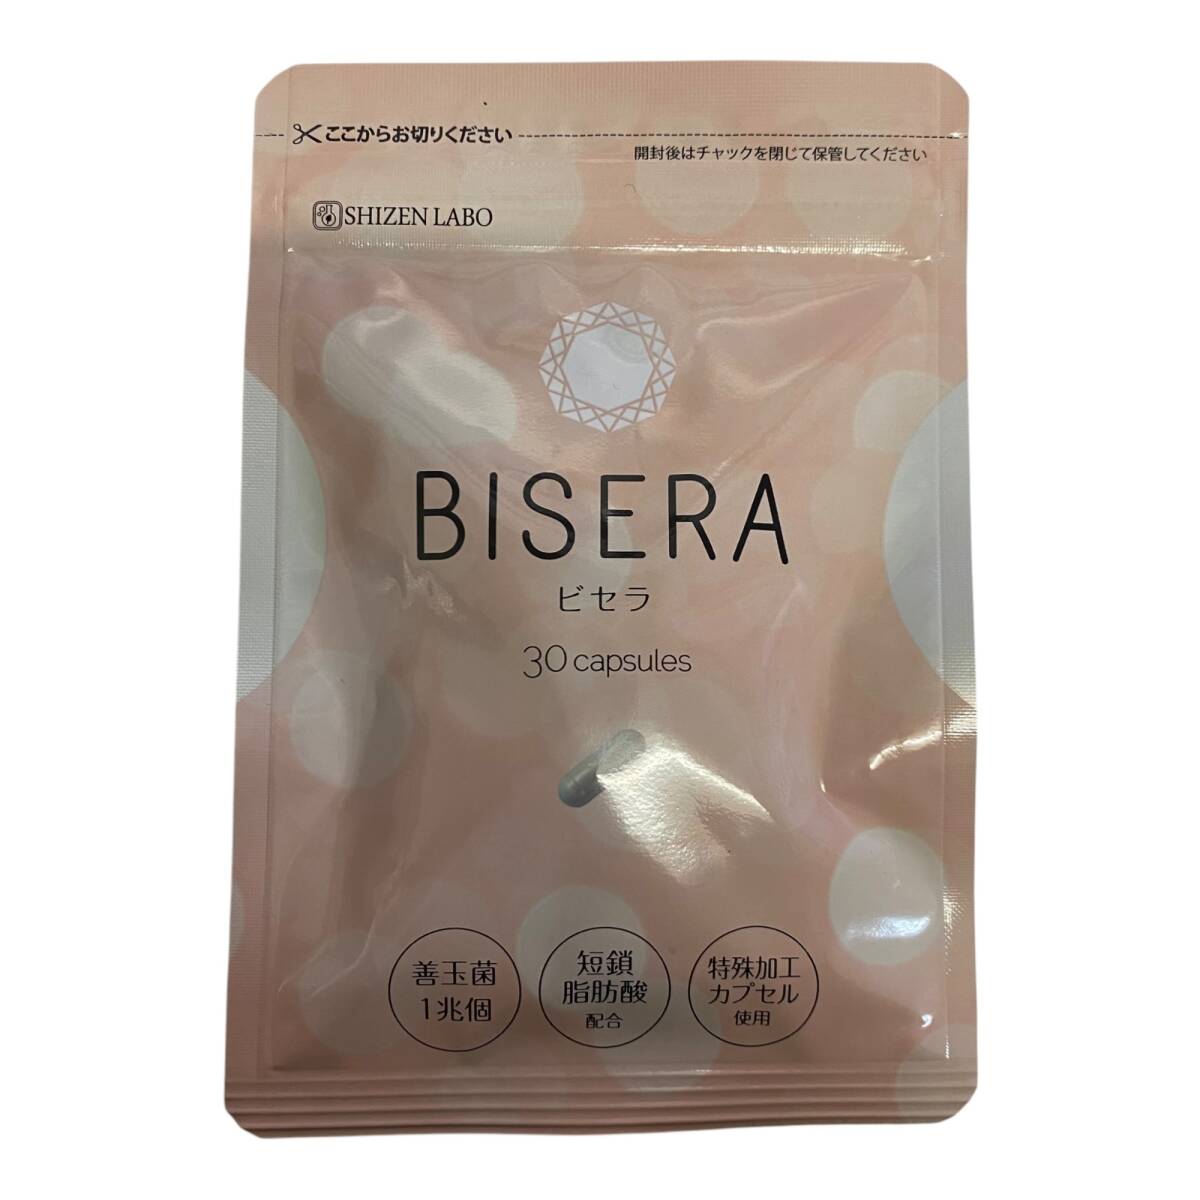 ここからお切りください
開封後はチャックを閉じて保管してください
SHIZEN LABO
BISERA
ビセラ
30 capsules
善玉菌
1兆個
短鎖
脂肪酸
配合
特殊加工
カプセル
使用